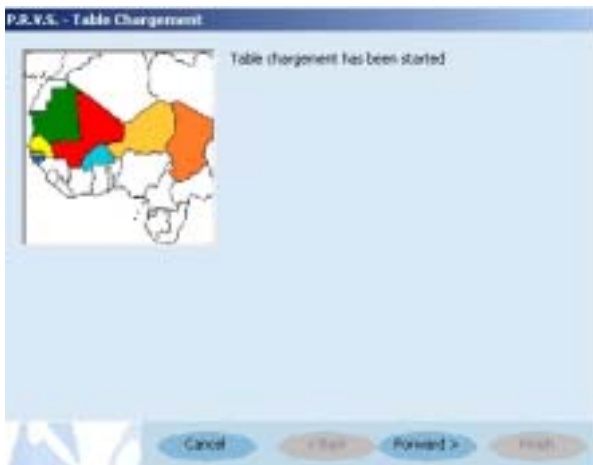 P.R.V.S. - Table Chargement
Table chargement has been started
Cancel
< Back
Forward >
Finish